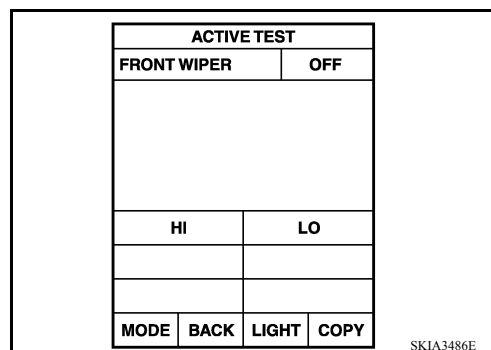 ACTIVE TEST
FRONT WIPER OFF
HI LO
MODE BACK LIGHT COPY
SKIA3486E